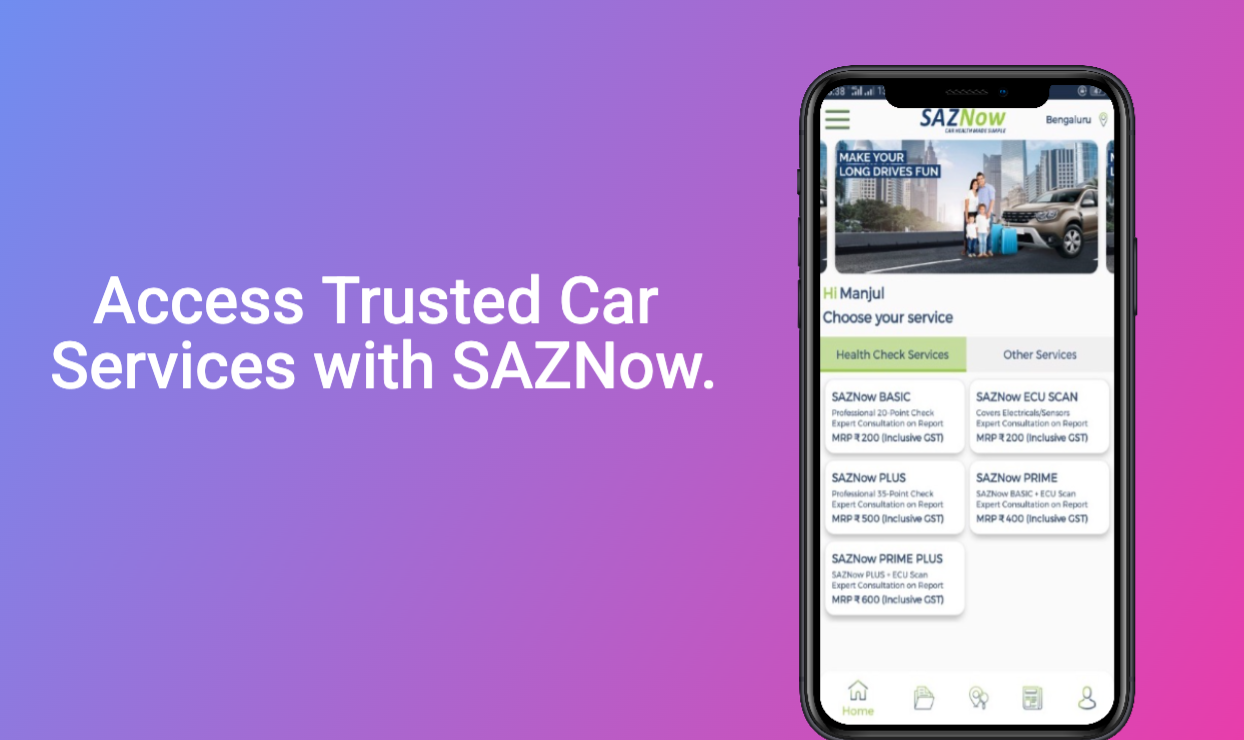 Access Trusted Car
Services with SAZNow.
SAZNow
CAR HEALTH MADE SIMPLE
Bengaluru
MAKE YOUR
LONG DRIVES FUN
Hi Manjul
Choose your service
Health Check Services
Other Services
SAZNow BASIC
Professional 20-Point Check
Expert Consultation on Report
MRP ₹ 200 (Inclusive GST)
SAZNow ECU SCAN
Covers Electricals/Sensors
Expert Consultation on Report
MRP ₹ 200 (Inclusive GST)
SAZNow PLUS
Professional 35-Point Check
Expert Consultation on Report
MRP ₹ 500 (Inclusive GST)
SAZNow PRIME
SAZNow BASIC + ECU Scan
Expert Consultation on Report
MRP ₹ 400 (Inclusive GST)
SAZNow PRIME PLUS
SAZNow PLUS + ECU Scan
Expert Consultation on Report
MRP ₹ 600 (Inclusive GST)
Home